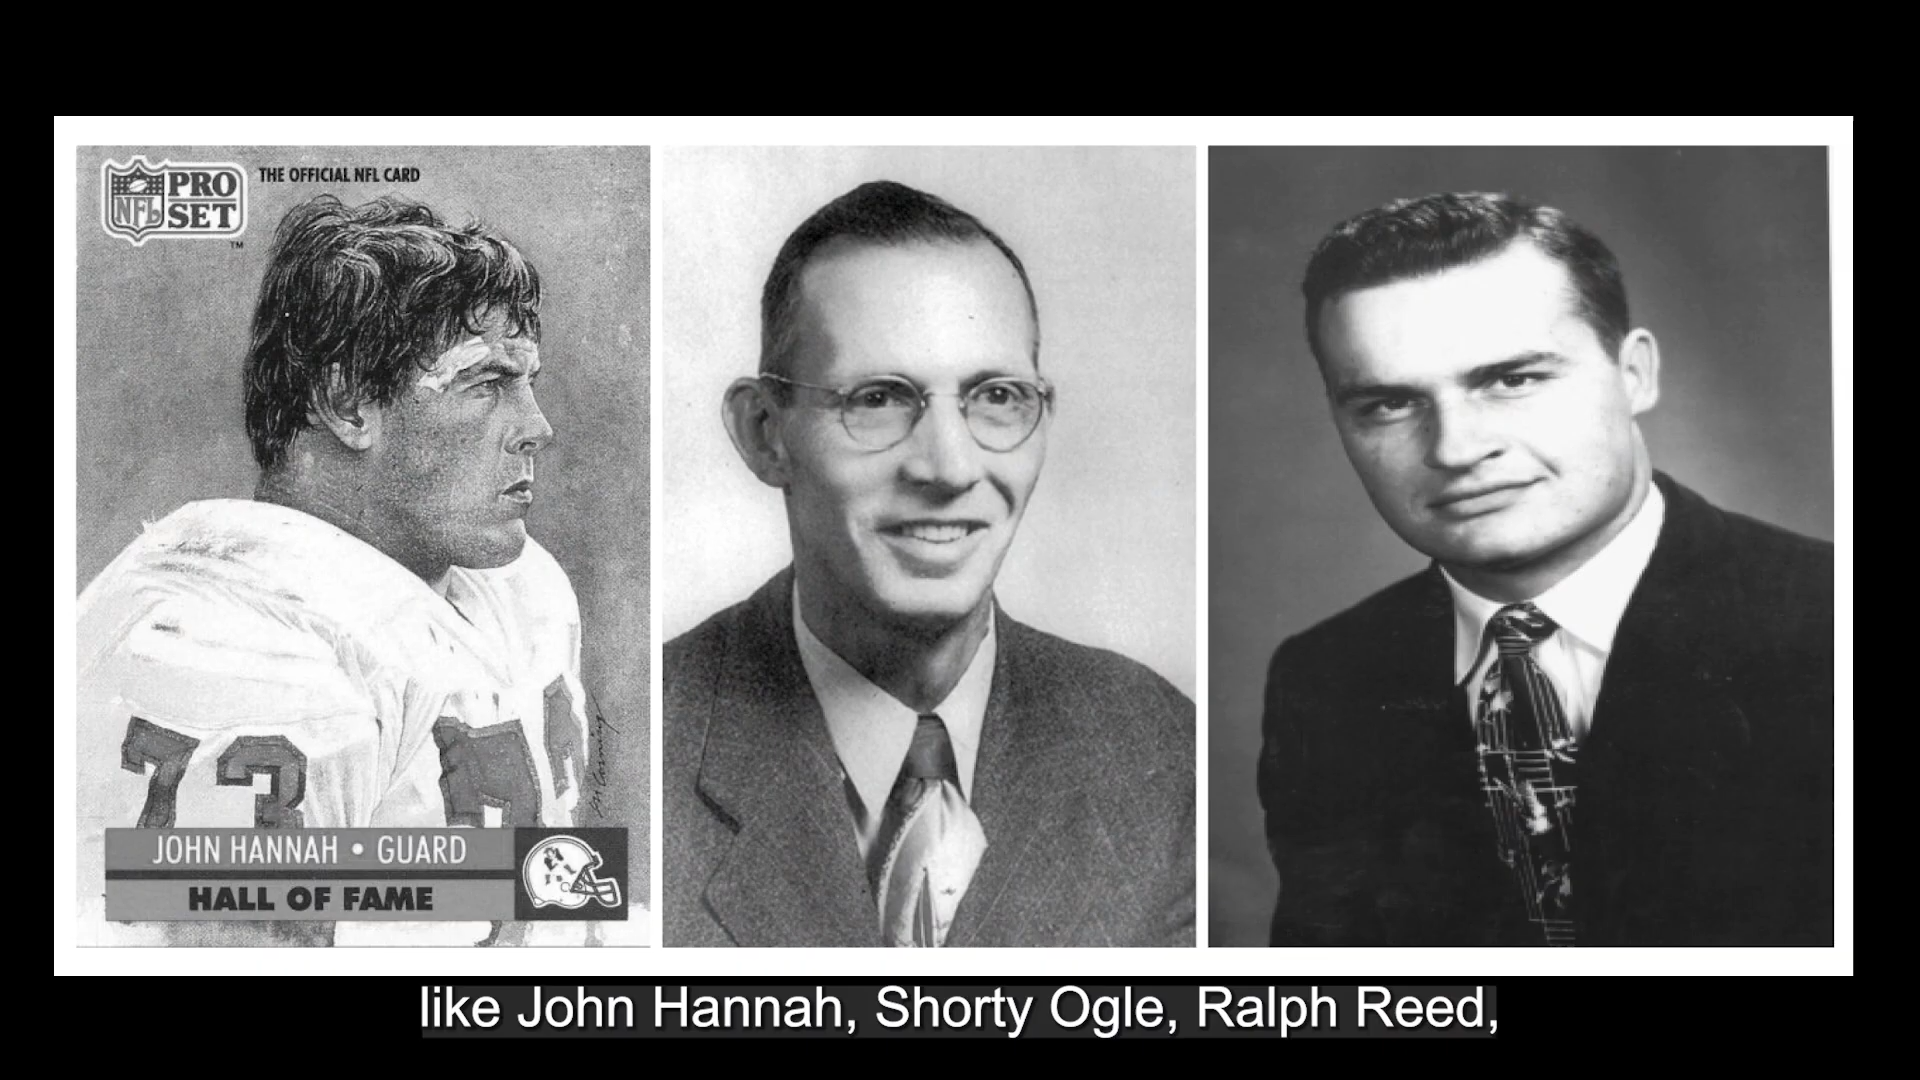 NFL
PRO
SET
TM
THE OFFICIAL NFL CARD
73
JOHN HANNAH • GUARD
HALL OF FAME
like John Hannah, Shorty Ogle, Ralph Reed,